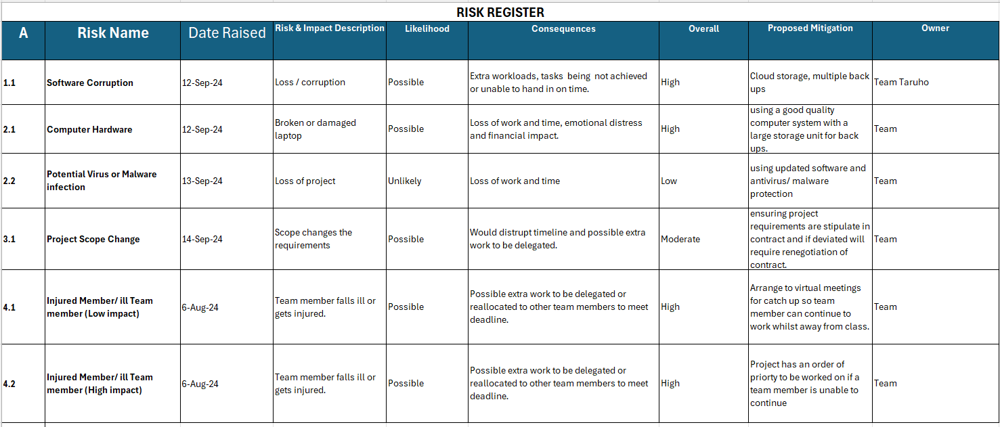 RISK REGISTER
A
Risk Name
Date Raised
Risk & Impact Description
Likelihood
Consequences
Overall
Proposed Mitigation
Owner
1.1
Software Corruption
12-Sep-24
Loss / corruption
Possible
Extra workloads, tasks  being  not achieved
or unable to hand in on time.
High
Cloud storage, multiple back
ups
Team Taruho
2.1
Computer Hardware
12-Sep-24
Broken or damaged
laptop
Possible
Loss of work and time, emotional distress
and financial impact.
High
using a good quality
computer system with a
large storage unit for back
ups.
Team
2.2
Potential Virus or Malware
infection
13-Sep-24
Loss of project
Unlikely
Loss of work and time
Low
using updated software and
antivirus/ malware
protection
Team
3.1
Project Scope Change
14-Sep-24
Scope changes the
requirements
Possible
Would distrupt timeline and possible extra
work to be delegated.
Moderate
ensuring project
requirements are stipulate in
contract and if deviated will
require renegotiation of
contract.
Team
4.1
Injured Member/ ill Team
member (Low impact)
6-Aug-24
Team member falls ill or
gets injured.
Possible
Possible extra work to be delegated or
reallocated to other team members to meet
deadline.
High
Arrange to virtual meetings
for catch up so team
member can continue to
work whilst away from class.
Team
4.2
Injured Member/ ill Team
member (High impact)
6-Aug-24
Team member falls ill or
gets injured.
Possible
Possible extra work to be delegated or
reallocated to other team members to meet
deadline.
High
Project has an order of
priorty to be worked on if a
team member is unable to
continue
Team